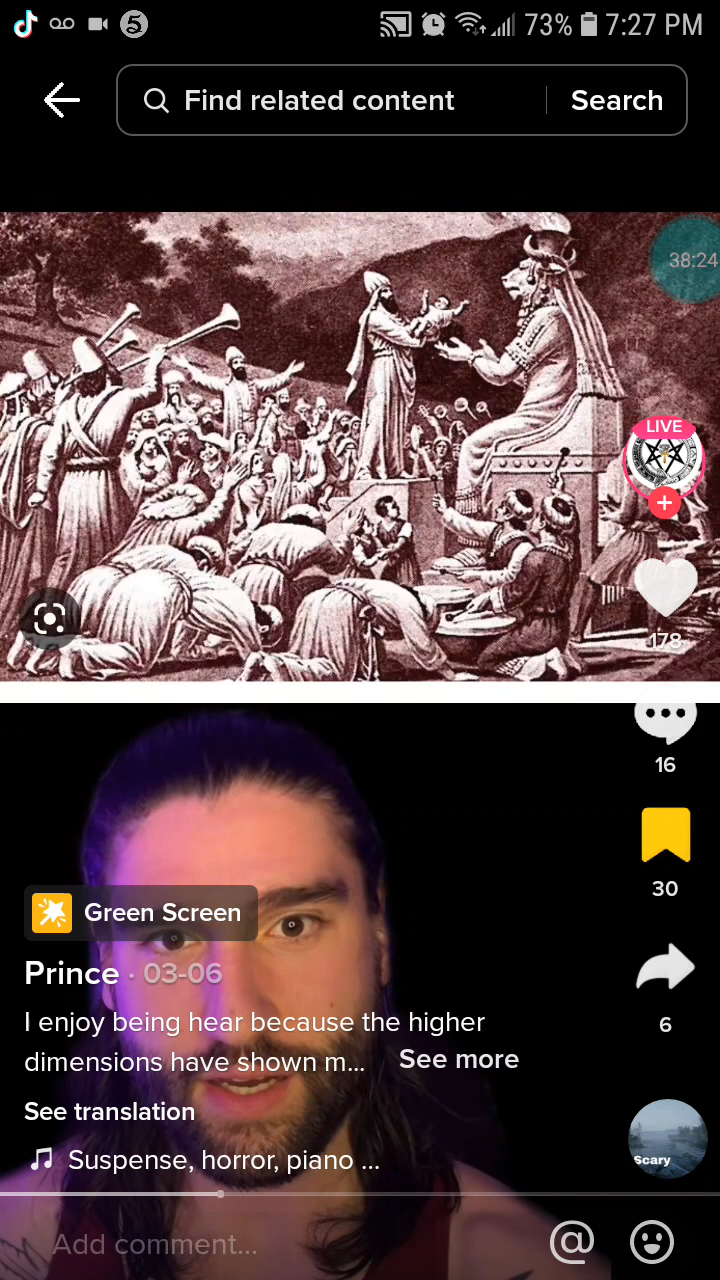 73% 7:27 PM
Find related content
Search
38:24
LIVE
178
16
30
Green Screen
Prince · 03-06
6
I enjoy being hear because the higher
dimensions have shown m... See more
See translation
Scary
Suspense, horror, piano ...
Add comment...